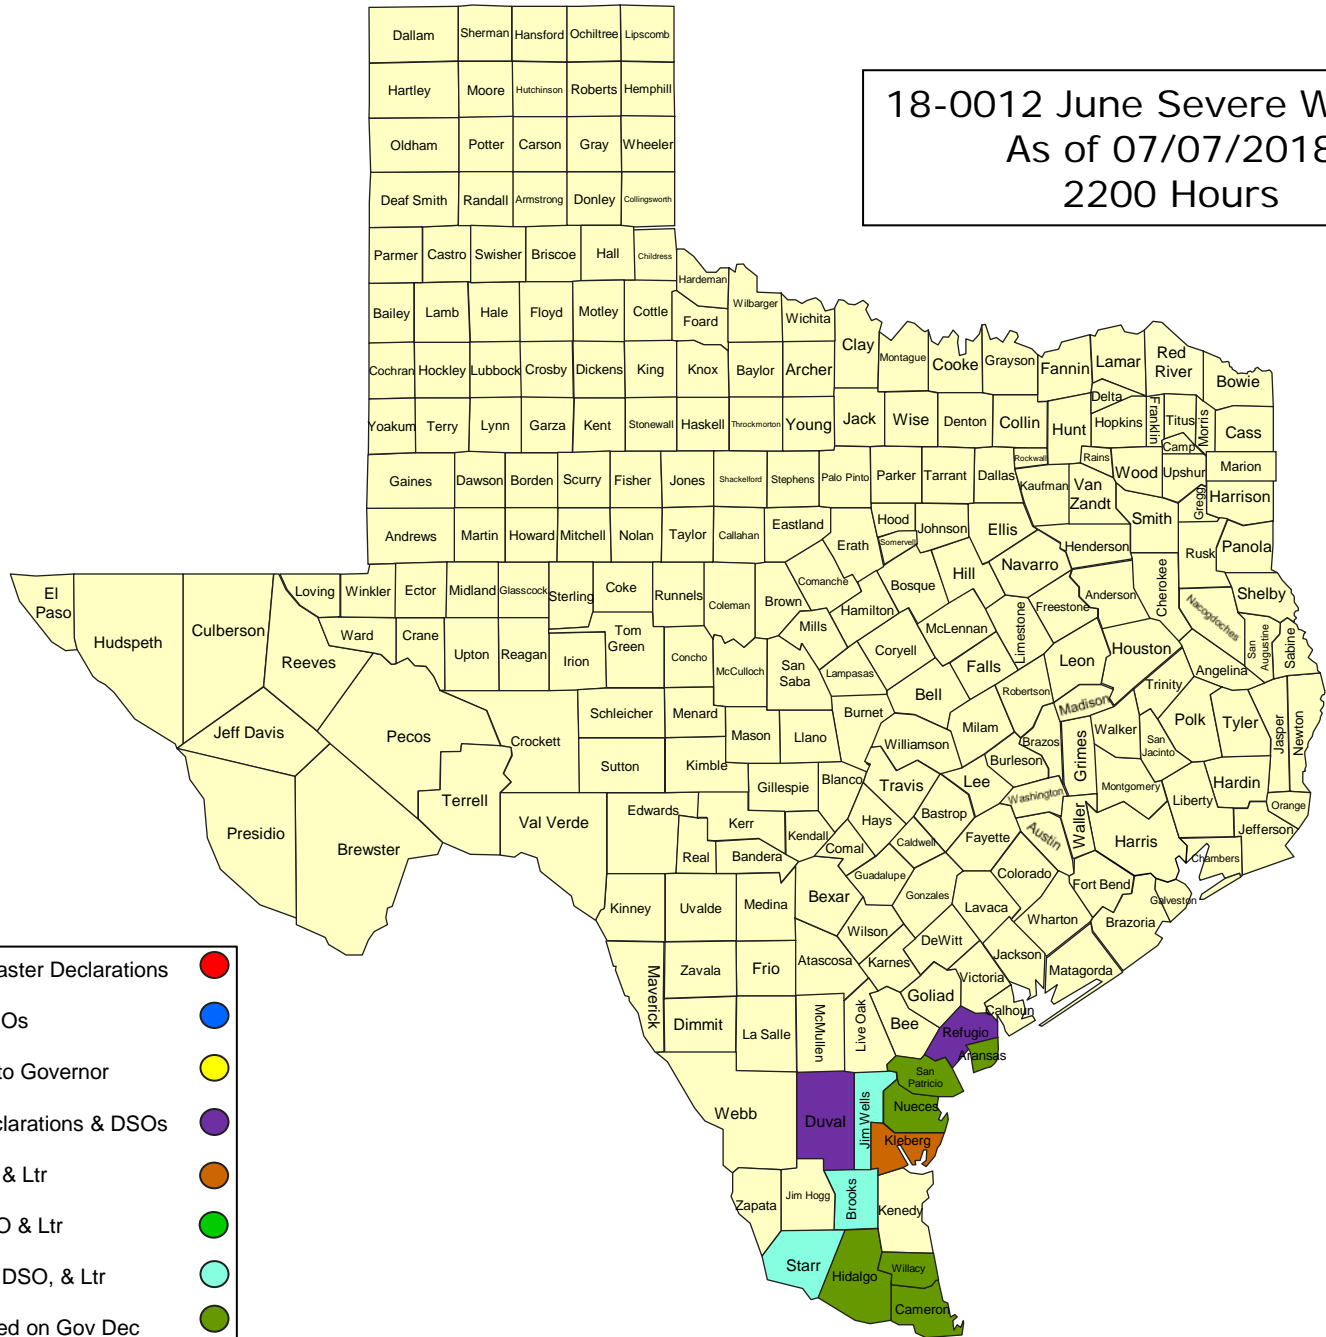 Dallam Sherman Hansford Ochiltree Lipscomb
Hartley Moore Hutchinson Roberts Hemphill
18-0012 June Severe W
As of 07/07/2018
2200 Hours
Oldham Potter Carson Gray Wheeler
Deaf Smith Randall Armstrong Donley Collingsworth
Parmer Castro Swisher Briscoe Hall Childress
Hardeman
Bailey Lamb Hale Floyd Motley Cottle Foard Wilbarger Wichita
Clay Montague Cooke Grayson Fannin Lamar Red
River
Bowie
Cochran Hockley Lubbock Crosby Dickens King Knox Baylor Archer
Delta
Yoakum Terry Lynn Garza Kent Stonewall Haskell Throckmorton Young Jack Wise Denton Collin Hunt Hopkins Franklin Titus Morris Cass
Camp
Gaines Dawson Borden Scurry Fisher Jones Shackelford Stephens Palo Pinto Parker Tarrant Dallas Rockwall Kaufman Rains Van
Zandt
Wood Upshur Marion
Gregg Harrison
Andrews Martin Howard Mitchell Nolan Taylor Callahan Eastland Erath Hood Somervell Johnson Ellis Henderson Smith Rusk Panola
El
Paso
Hudspeth Culberson Loving Winkler Ector Midland Glasscock Sterling Coke Runnels Coleman Brown Comanche Hamilton Bosque Hill Navarro Freestone Anderson Cherokee Nacogdoches Shelby
Reeves Ward Crane Upton Reagan Irion Tom
Green
Concho McCulloch San
Saba
Mills Lampasas Coryell McLennan Limestone Falls Leon Houston Angelina San
Augustine
Sabine
Jeff Davis Pecos Crockett Schleicher Menard Mason Llano Burnet Bell Milam Robertson Madison Trinity Walker San
Jacinto
Polk Tyler Jasper Newton
Sutton Kimble Gillespie Blanco Williamson Travis Lee Burleson Brazos Grimes Montgomery Liberty Hardin Orange
Presidio Brewster Terrell Val Verde Edwards Kerr Real Bandera Kendall Comal Hays Caldwell Bastrop Fayette Washington Austin Waller Harris Chambers Jefferson
Kinney Uvalde Medina Bexar Guadalupe Gonzales Lavaca Colorado Wharton Fort Bend Brazoria Galveston
Maverick Zavala Frio Atascosa Wilson Karnes DeWitt Jackson Matagorda
Dimmit La Salle McMullen Live Oak Bee Goliad Victoria Calhoun
Refugio
Aransas
San
Patricio
Webb Duval Jim Wells Nueces
Kleberg
Zapata Jim Hogg Brooks Kenedy
Starr Hidalgo Willacy
Cameron
aster Declarations
Os
to Governor
clarations & DSOs
& Ltr
O & Ltr
DSO, & Ltr
ed on Gov Dec